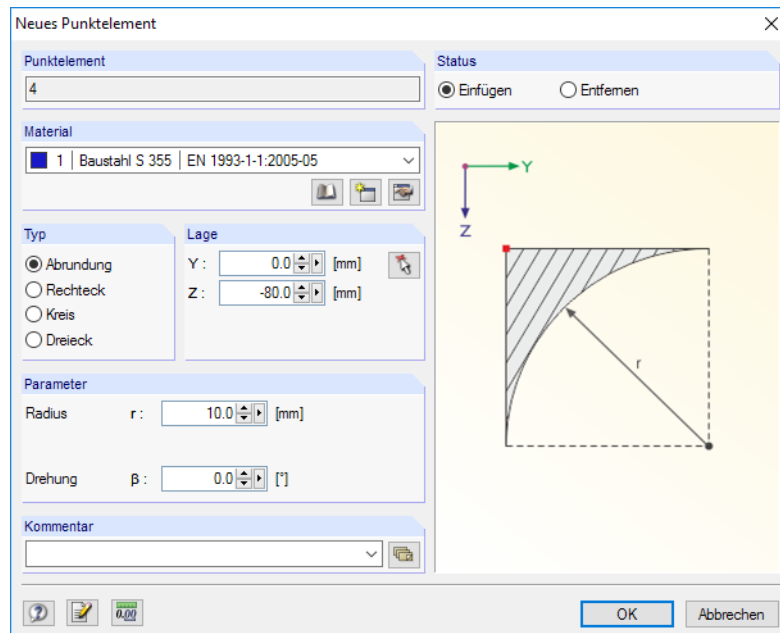 Neues Punktelement
Punktelement
4
Status
Einfügen
Entfernen
Material
1 Baustahl S 355 EN 1993-1-1:2005-05
Typ
Abrundung
Rechteck
Kreis
Dreieck
Lage
Y : 0.0 [mm]
Z : -80.0 [mm]
Parameter
Radius r : 10.0 [mm]
Drehung β : 0.0 [°]
Kommentar
Y
Z
r
0.00
OK
Abbrechen